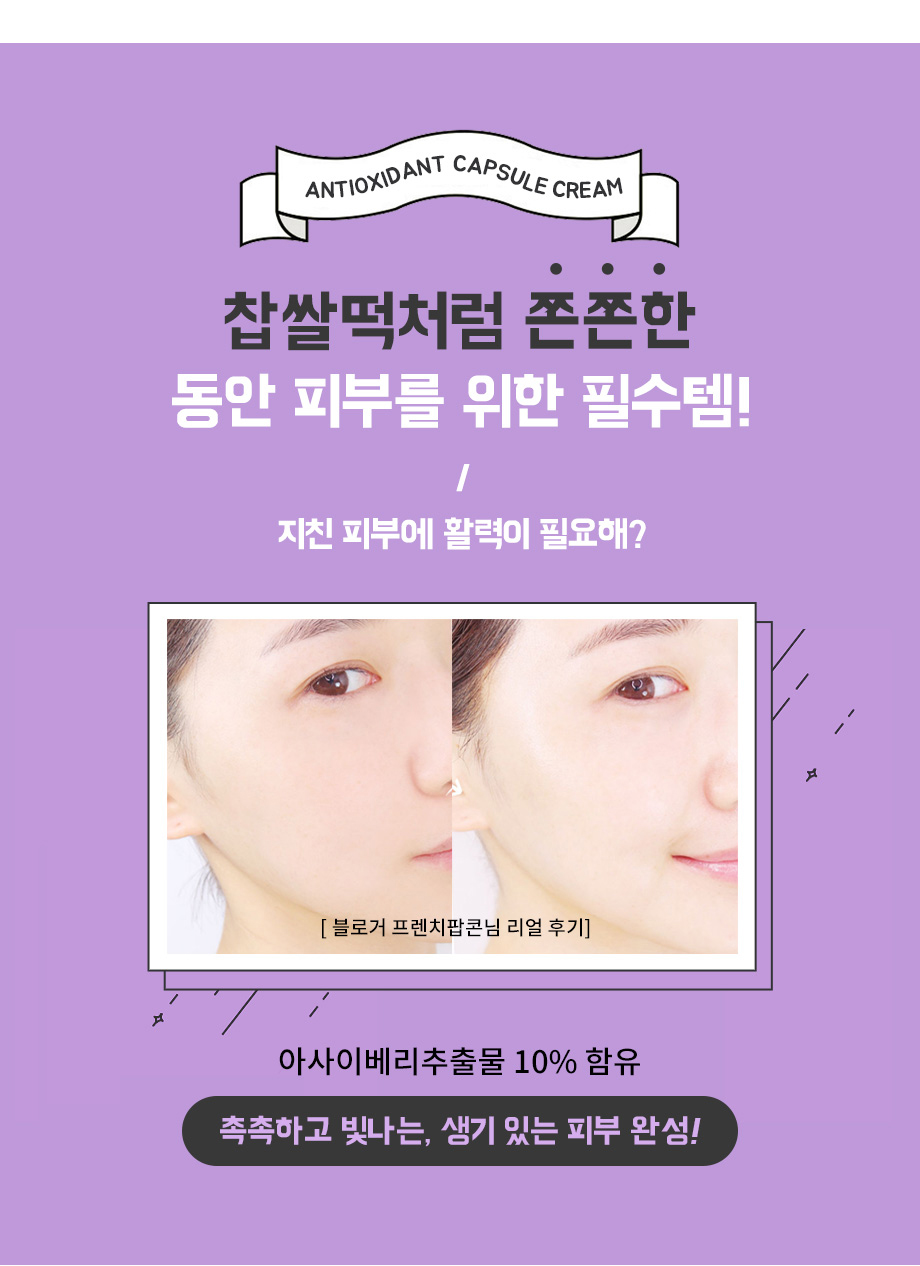 ANTIOXIDANT CAPSULE CREAM
찹쌀떡처럼 쫀쫀한
동안 피부를 위한 필수템!
/
지친 피부에 활력이 필요해?
[ 블로거 프렌치팝콘님 리얼 후기]
아사이베리추출물 10% 함유
촉촉하고 빛나는, 생기 있는 피부 완성!